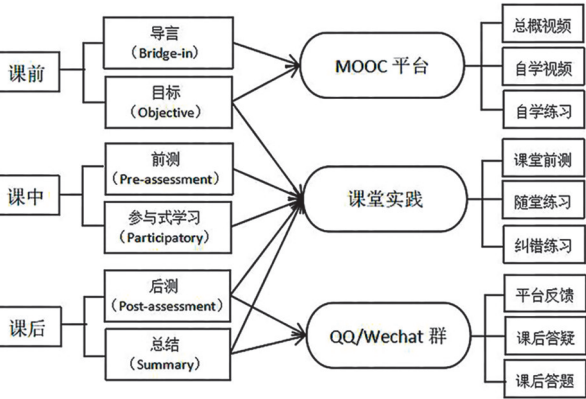 课前
导言
（Bridge-in）
目标
（Objective）
MOOC 平台
总概视频
自学视频
自学练习
课中
前测
（Pre-assessment）
参与式学习
（Participatory）
课堂实践
课堂前测
随堂练习
纠错练习
课后
后测
（Post-assessment）
总结
（Summary）
QQ/Wechat 群
平台反馈
课后答疑
课后答题